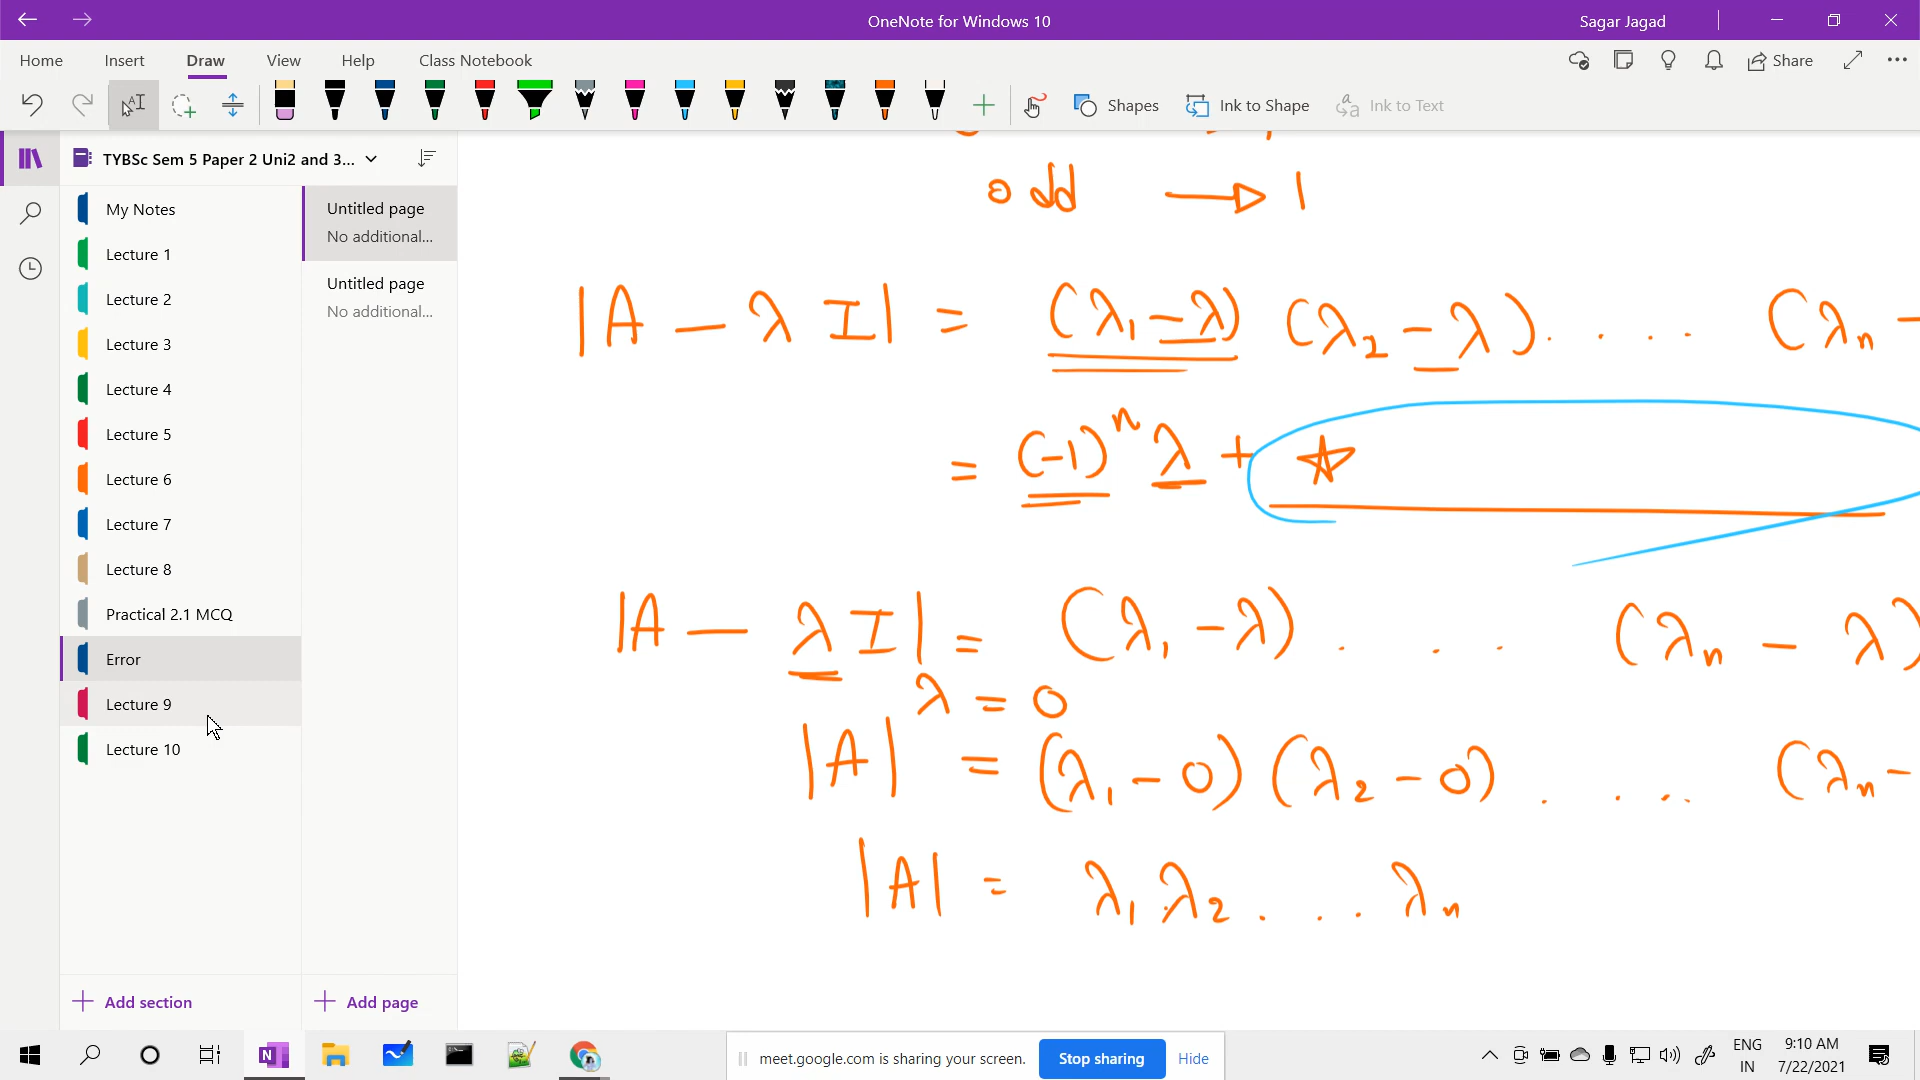 OneNote for Windows 10
Sagar Jagad
Home Insert Draw View Help Class Notebook
Share
Shapes Ink to Shape Ink to Text
TYBSc Sem 5 Paper 2 Uni2 and 3...
My Notes
Lecture 1
Lecture 2
Lecture 3
Lecture 4
Lecture 5
Lecture 6
Lecture 7
Lecture 8
Practical 2.1 MCQ
Error
Lecture 9
Lecture 10
Add section
Untitled page
No additional...
Untitled page
No additional...
Add page
odd → 1
|A − λ I| = (λ₁ − λ) (λ₂ − λ) . . . . . (λₙ −
= (−1)ⁿ λ + ☆
|A − λ I| = (λ₁ − λ) . . . (λₙ − λ)
λ = 0
|A| = (λ₁ − 0) (λ₂ − 0) . . . . (λₙ −
|A| = λ₁ λ₂ . . . λₙ
meet.google.com is sharing your screen. Stop sharing Hide
ENG
IN
9:10 AM
7/22/2021